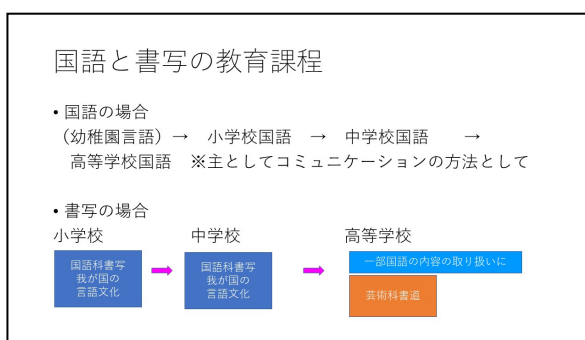 国語と書写の教育課程
• 国語の場合
（幼稚園言語）→ 小学校国語 → 中学校国語 →
高等学校国語 ※主としてコミュニケーションの方法として
• 書写の場合
小学校 中学校 高等学校
国語科書写
我が国の
言語文化
国語科書写
我が国の
言語文化
一部国語の内容の取り扱いに
芸術科書道